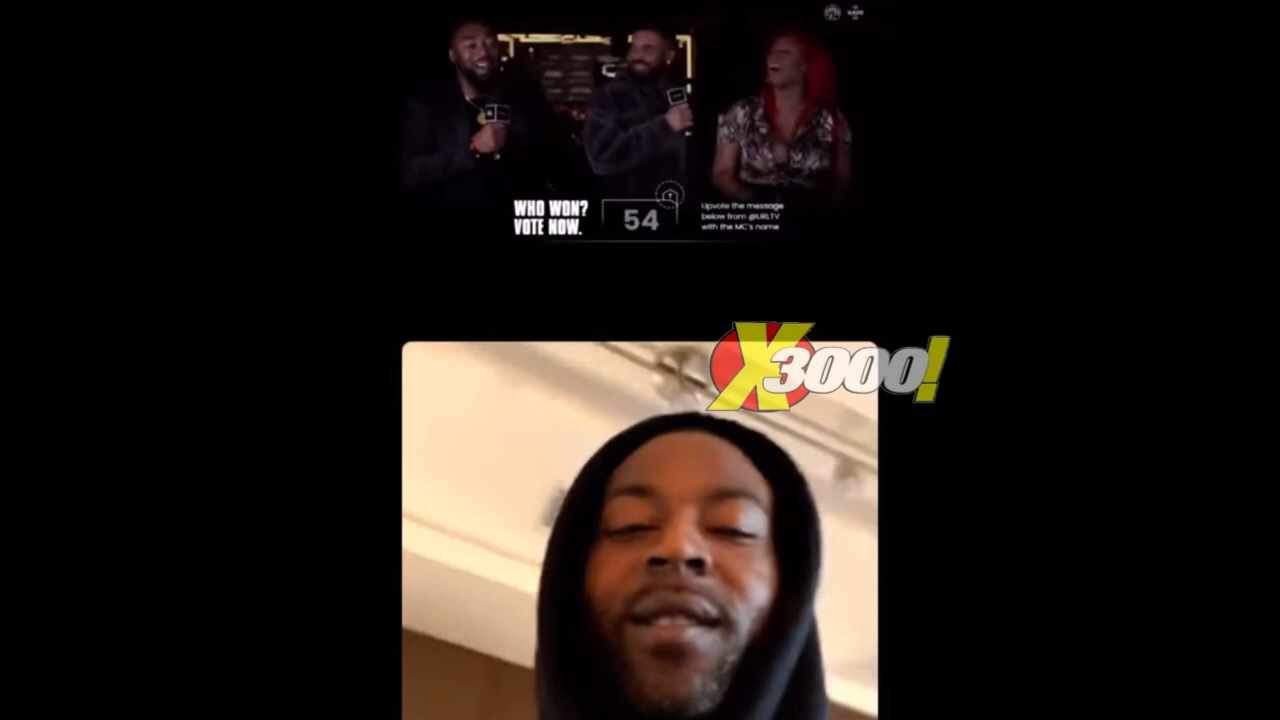 WHO WON?
VOTE NOW.
54
Upvote the message
below from @URLTV
with the MC's name
X3000!